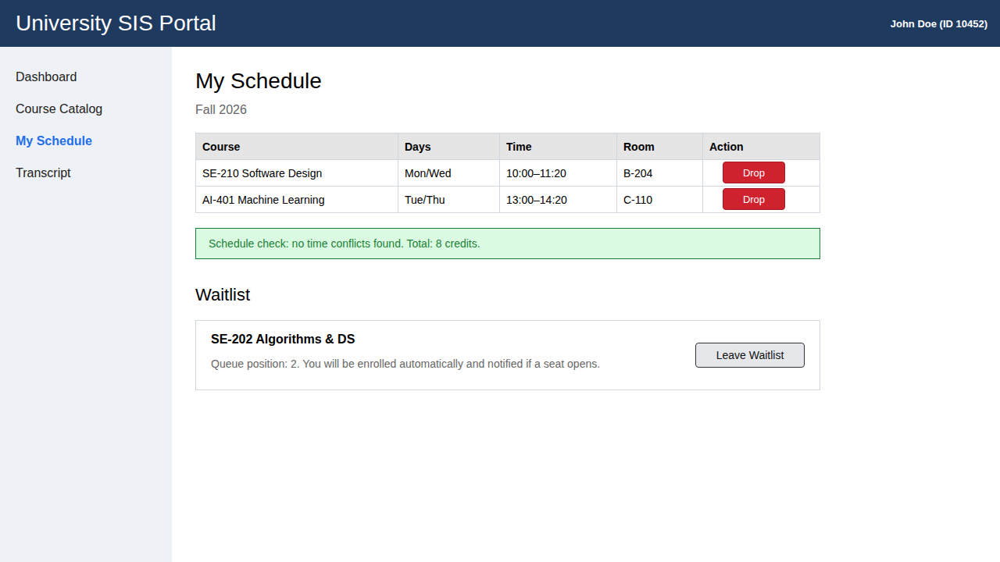 University SIS Portal
John Doe (ID 10452)
Dashboard
Course Catalog
My Schedule
Transcript
My Schedule
Fall 2026
Course Days Time Room Action
SE-210 Software Design Mon/Wed 10:00–11:20 B-204 Drop
AI-401 Machine Learning Tue/Thu 13:00–14:20 C-110 Drop
Schedule check: no time conflicts found. Total: 8 credits.
Waitlist
SE-202 Algorithms & DS
Queue position: 2. You will be enrolled automatically and notified if a seat opens.
Leave Waitlist